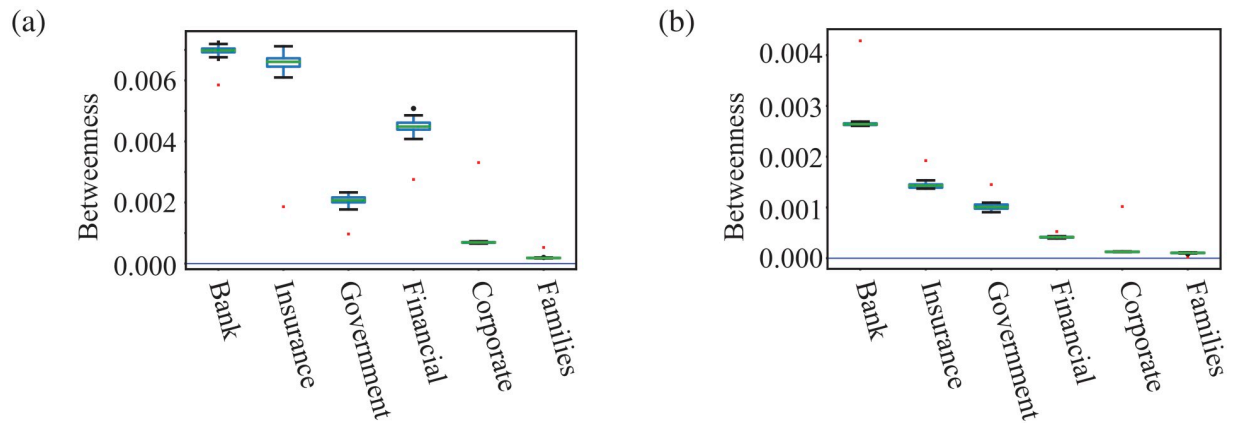 (a)
Betweenness
0.006
0.004
0.002
0.000
Bank
Insurance
Government
Financial
Corporate
Families
(b)
Betweenness
0.004
0.003
0.002
0.001
0.000
Bank
Insurance
Government
Financial
Corporate
Families